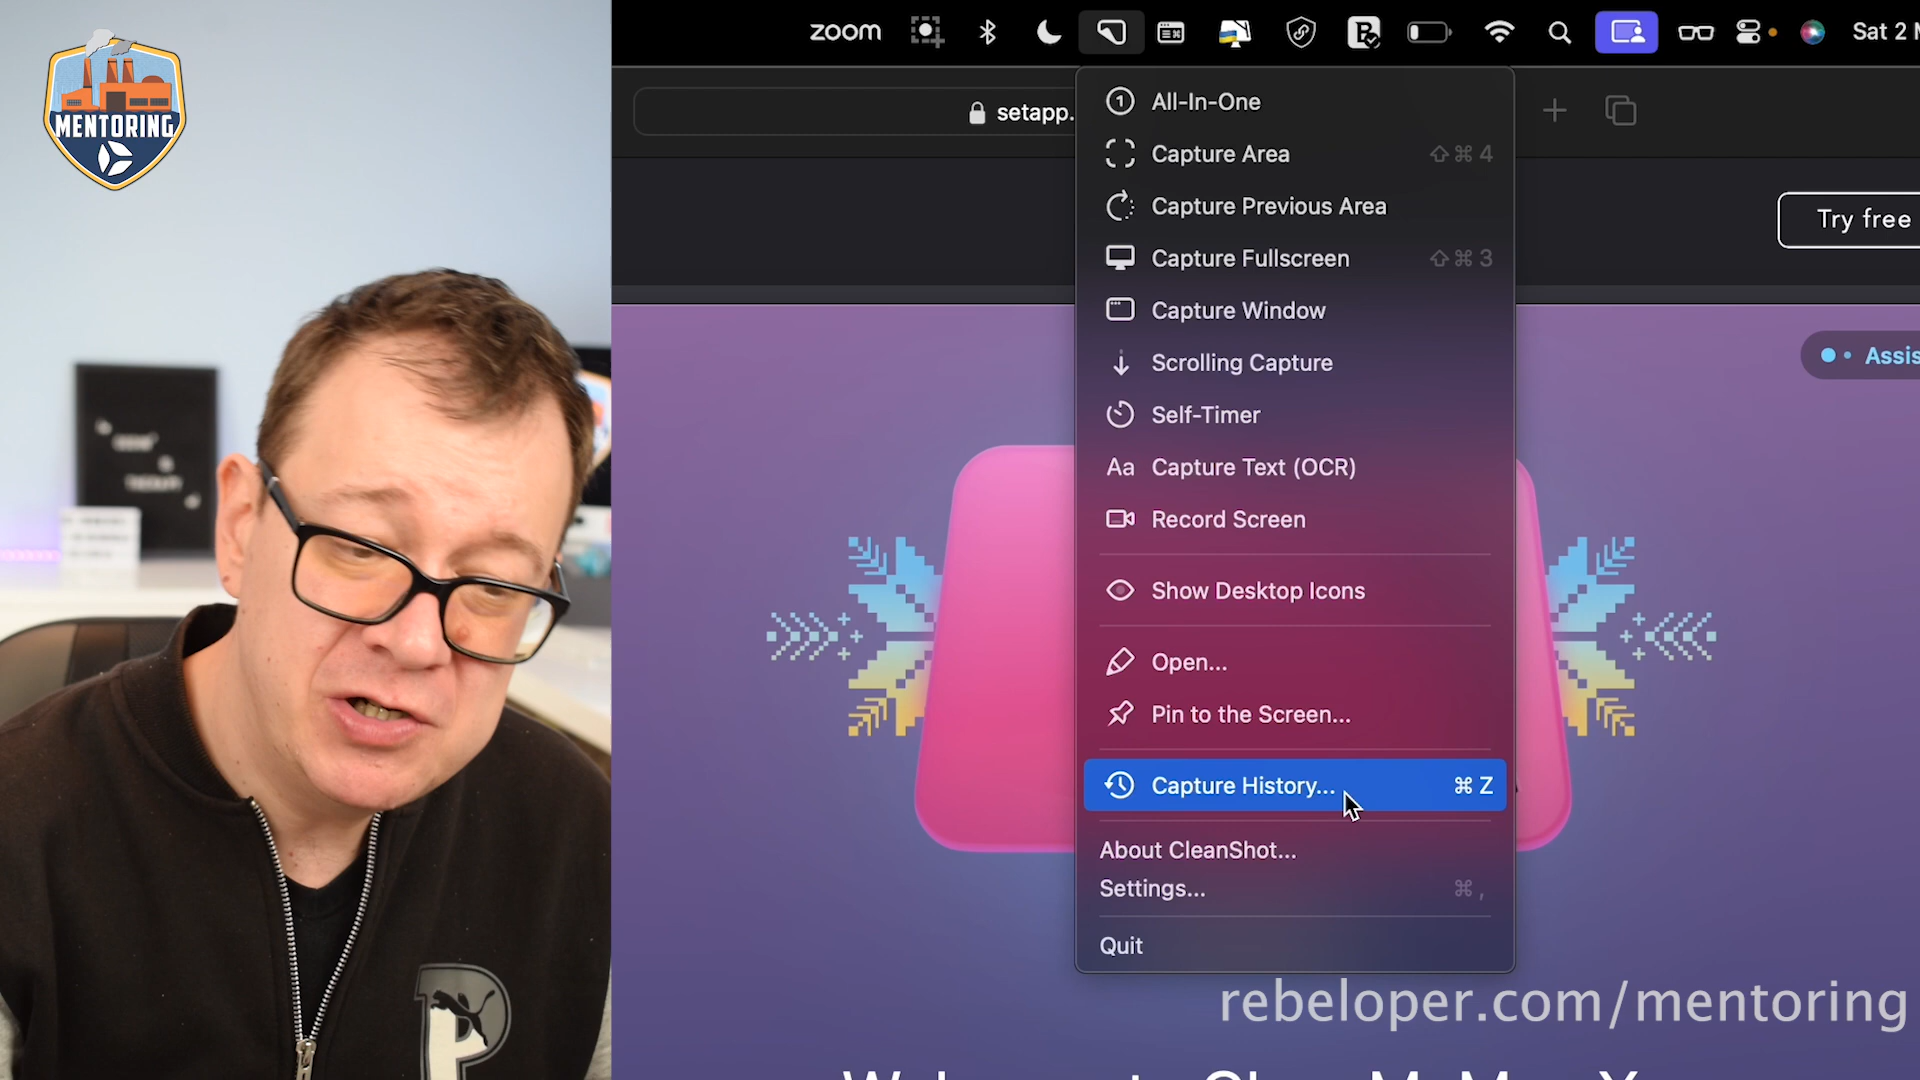 MENTORING
zoom
Sat 2
setapp.
Try free
All-In-One
Capture Area ⇧⌘4
Capture Previous Area
Capture Fullscreen ⇧⌘3
Capture Window
Scrolling Capture
Self-Timer
Aa Capture Text (OCR)
Record Screen
Show Desktop Icons
Open...
Pin to the Screen...
Capture History... ⌘Z
About CleanShot...
Settings... ⌘,
Quit
Assis
rebeloper.com/mentoring
P